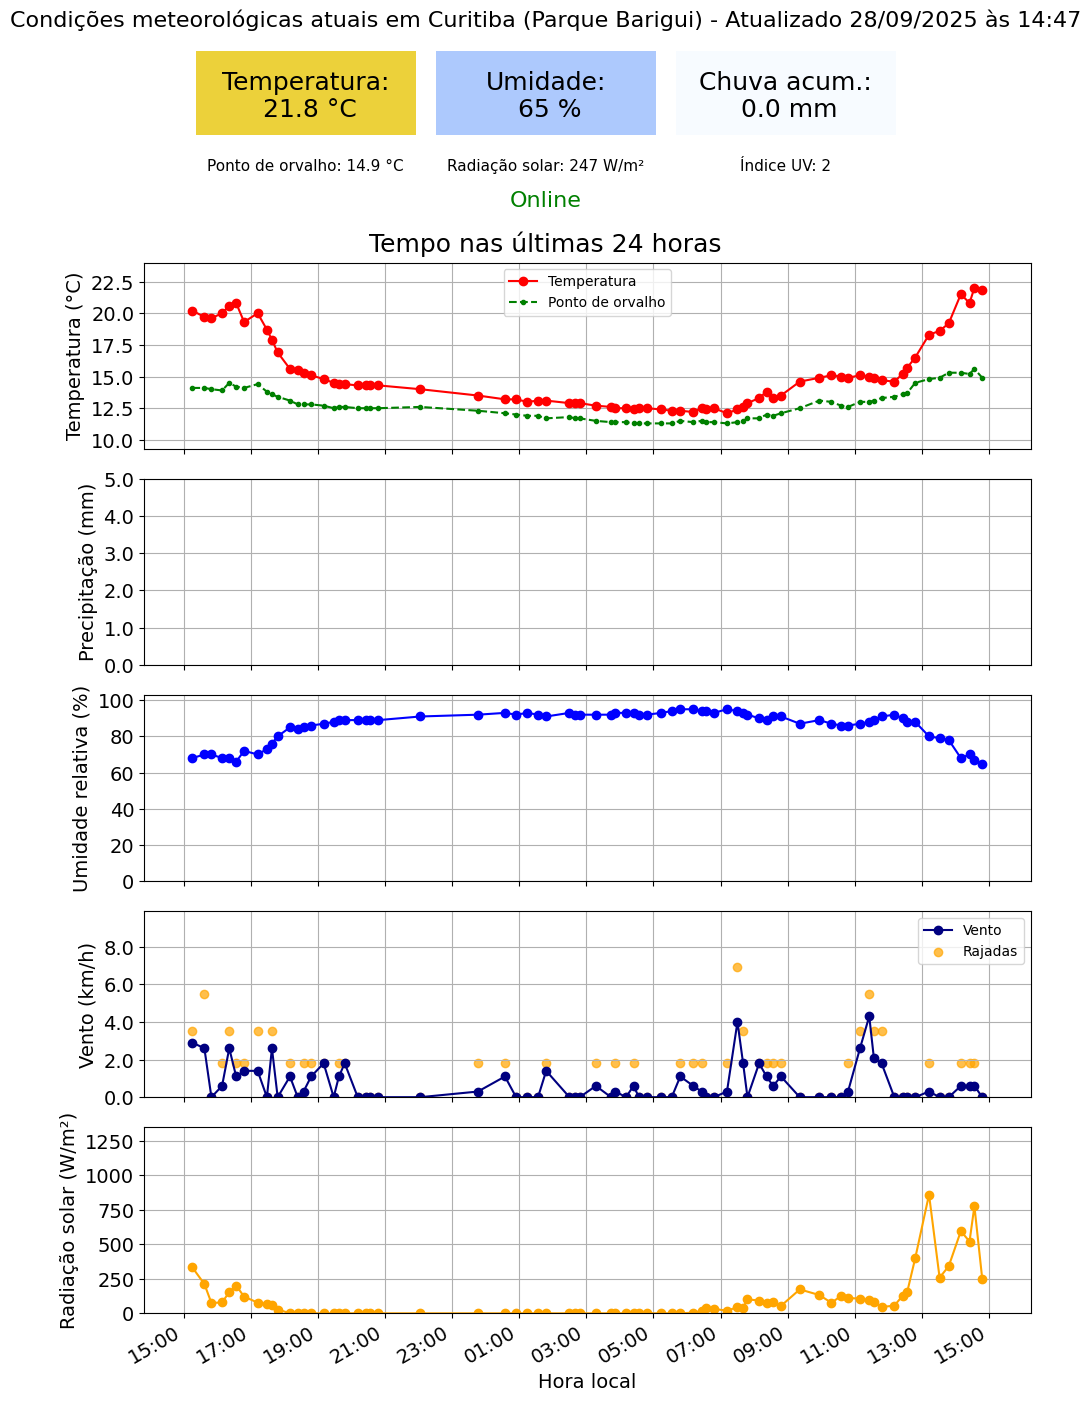 Condições meteorológicas atuais em Curitiba (Parque Barigui) - Atualizado 28/09/2025 às 14:47
Temperatura:
21.8 °C
Umidade:
65 %
Chuva acum.:
0.0 mm
Ponto de orvalho: 14.9 °C
Radiação solar: 247 W/m²
Índice UV: 2
Online
Tempo nas últimas 24 horas
Temperatura (°C)
22.5
20.0
17.5
15.0
12.5
10.0
Temperatura
Ponto de orvalho
Precipitação (mm)
5.0
4.0
3.0
2.0
1.0
0.0
Umidade relativa (%)
100
80
60
40
20
0
Vento (km/h)
8.0
6.0
4.0
2.0
0.0
Vento
Rajadas
Radiação solar (W/m²)
1250
1000
750
500
250
0
15:00
17:00
19:00
21:00
23:00
01:00
03:00
05:00
07:00
09:00
11:00
13:00
15:00
Hora local